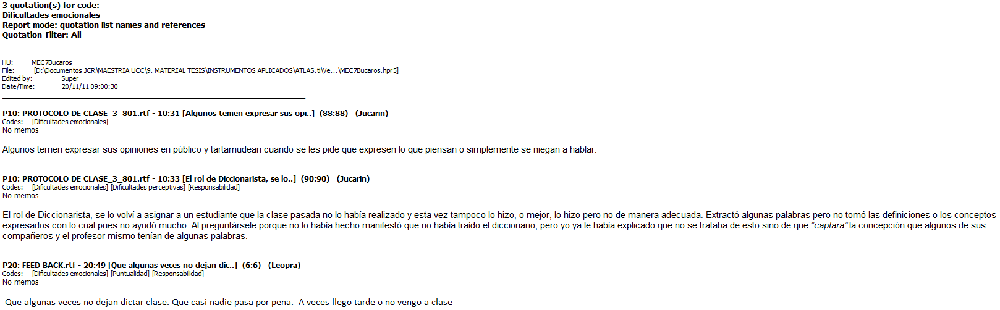 3 quotation(s) for code:
Dificultades emocionales
Report mode: quotation list names and references
Quotation-Filter: All
HU: MEC7Bucaros
File: [D:\Documentos JCR\MAESTRIA UCC\9. MATERIAL TESIS\INSTRUMENTOS APLICADOS\ATLAS.ti\Ve...\MEC7Bucaros.hpr5]
Edited by: Super
Date/Time: 20/11/11 09:00:30
P10: PROTOCOLO DE CLASE_3_801.rtf - 10:31 [Algunos temen expresar sus opi..] (88:88) (Jucarin)
Codes: [Dificultades emocionales]
No memos
Algunos temen expresar sus opiniones en público y tartamudean cuando se les pide que expresen lo que piensan o simplemente se niegan a hablar.
P10: PROTOCOLO DE CLASE_3_801.rtf - 10:33 [El rol de Diccionarista, se lo..] (90:90) (Jucarin)
Codes: [Dificultades emocionales] [Dificultades perceptivas] [Responsabilidad]
No memos
El rol de Diccionarista, se lo volví a asignar a un estudiante que la clase pasada no lo había realizado y esta vez tampoco lo hizo, o mejor, lo hizo pero no de manera adecuada. Extractó algunas palabras pero no tomó las definiciones o los conceptos
expresados con lo cual pues no ayudó mucho. Al preguntársele porque no lo había hecho manifestó que no había traído el diccionario, pero yo ya le había explicado que no se trataba de esto sino de que “captara” la concepción que algunos de sus
compañeros y el profesor mismo tenían de algunas palabras.
P20: FEED BACK.rtf - 20:49 [Que algunas veces no dejan dic..] (6:6) (Leopra)
Codes: [Dificultades emocionales] [Puntualidad] [Responsabilidad]
No memos
Que algunas veces no dejan dictar clase. Que casi nadie pasa por pena. A veces llego tarde o no vengo a clase